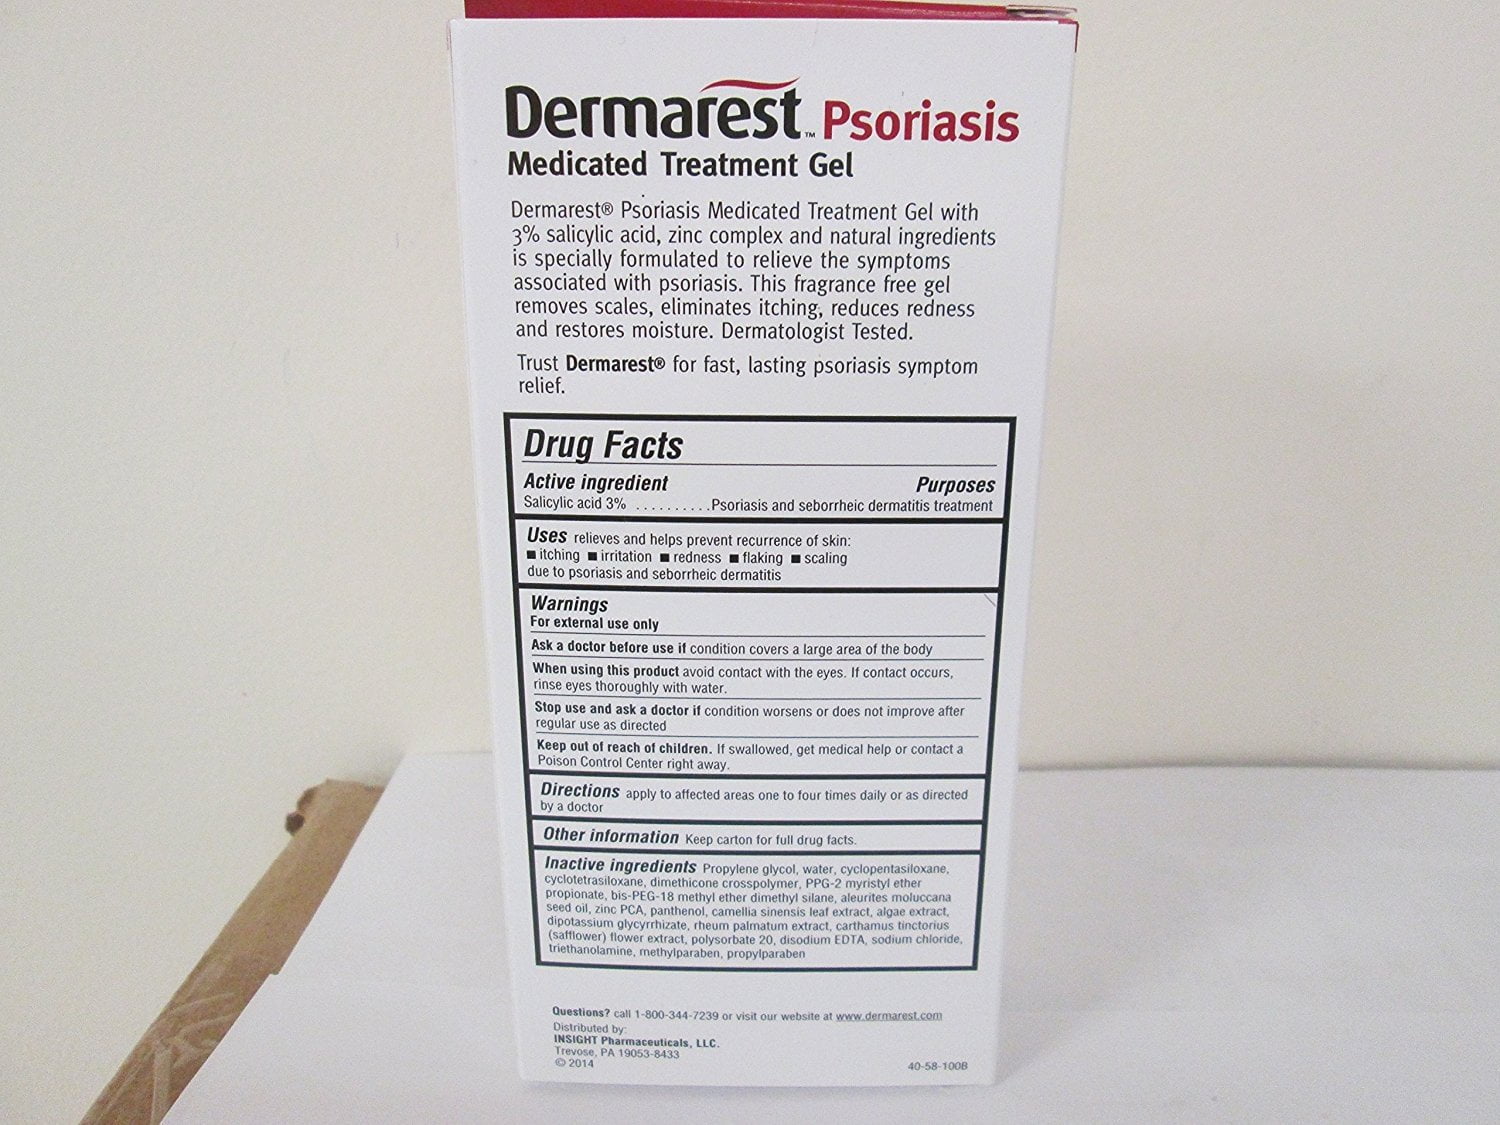 Dermarest™ Psoriasis
Medicated Treatment Gel
Dermarest® Psoriasis Medicated Treatment Gel with
3% salicylic acid, zinc complex and natural ingredients
is specially formulated to relieve the symptoms
associated with psoriasis. This fragrance free gel
removes scales, eliminates itching, reduces redness
and restores moisture. Dermatologist Tested.
Trust Dermarest® for fast, lasting psoriasis symptom
relief.
Drug Facts
Active ingredient Purposes
Salicylic acid 3% . . . . . . . . . . Psoriasis and seborrheic dermatitis treatment
Uses relieves and helps prevent recurrence of skin:
■ itching ■ irritation ■ redness ■ flaking ■ scaling
due to psoriasis and seborrheic dermatitis
Warnings
For external use only
Ask a doctor before use if condition covers a large area of the body
When using this product avoid contact with the eyes. If contact occurs,
rinse eyes thoroughly with water.
Stop use and ask a doctor if condition worsens or does not improve after
regular use as directed
Keep out of reach of children. If swallowed, get medical help or contact a
Poison Control Center right away.
Directions apply to affected areas one to four times daily or as directed
by a doctor
Other information Keep carton for full drug facts.
Inactive ingredients Propylene glycol, water, cyclopentasiloxane,
cyclotetrasiloxane, dimethicone crosspolymer, PPG-2 myristyl ether
propionate, bis-PEG-18 methyl ether dimethyl silane, aleurites moluccana
seed oil, zinc PCA, panthenol, camellia sinensis leaf extract, algae extract,
dipotassium glycyrrhizate, rheum palmatum extract, carthamus tinctorius
(safflower) flower extract, polysorbate 20, disodium EDTA, sodium chloride,
triethanolamine, methylparaben, propylparaben
Questions? call 1-800-344-7239 or visit our website at www.dermarest.com
Distributed by:
INSIGHT Pharmaceuticals, LLC.
Trevose, PA 19053-8433
© 2014 40-58-100B